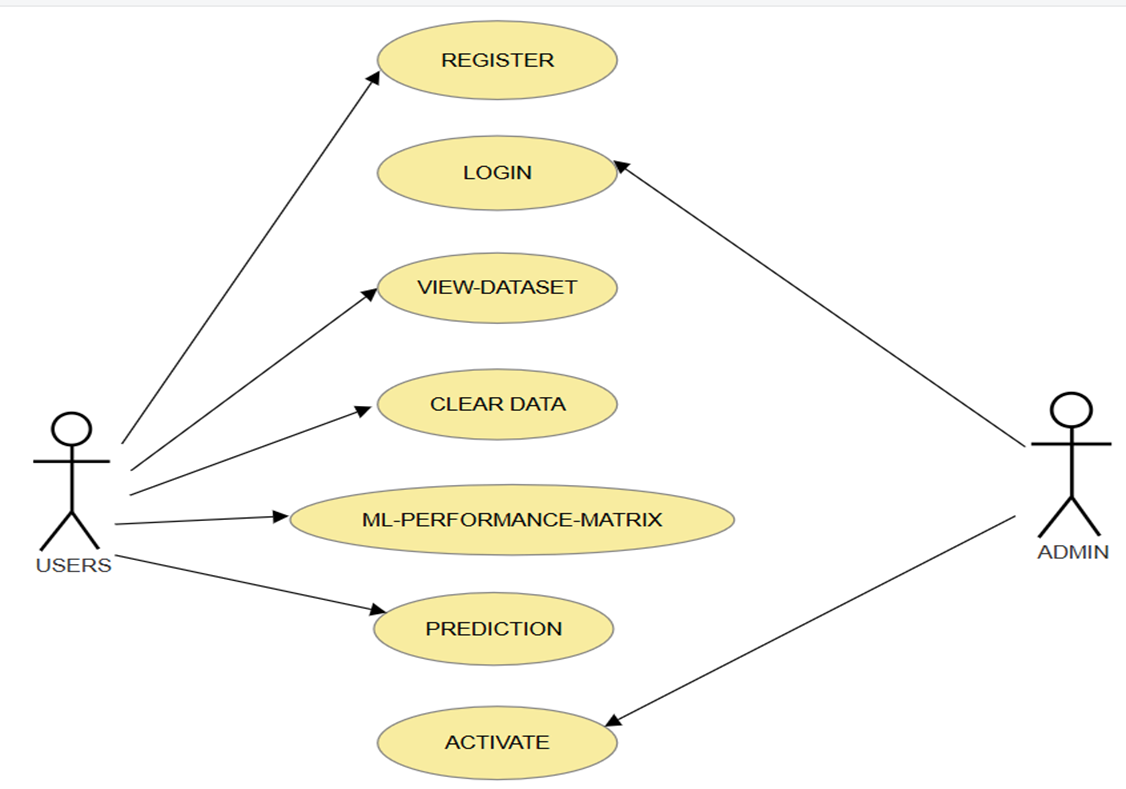 REGISTER
LOGIN
VIEW-DATASET
CLEAR DATA
ML-PERFORMANCE-MATRIX
USERS
ADMIN
PREDICTION
ACTIVATE